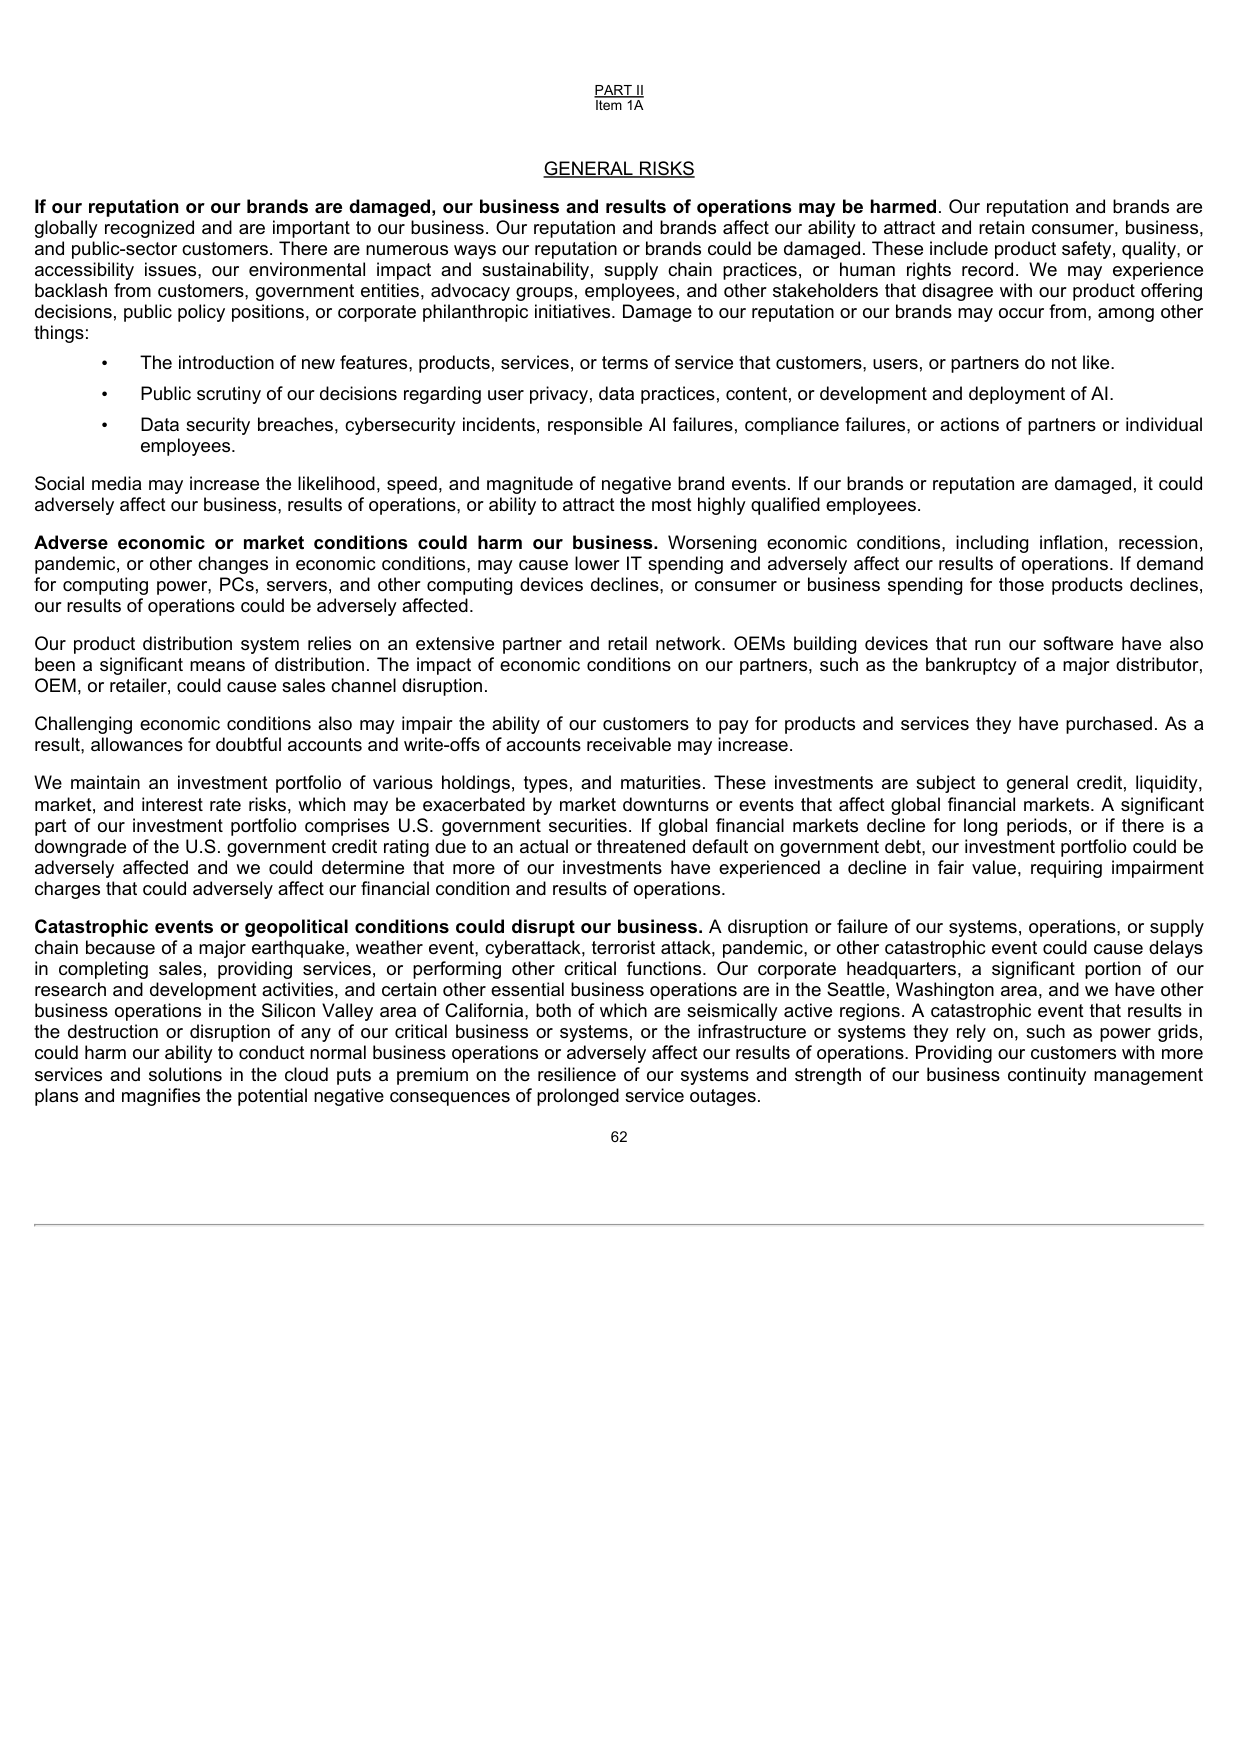 PART II
Item 1A
GENERAL RISKS
If our reputation or our brands are damaged, our business and results of operations may be harmed. Our reputation and brands are
globally recognized and are important to our business. Our reputation and brands affect our ability to attract and retain consumer, business,
and public-sector customers. There are numerous ways our reputation or brands could be damaged. These include product safety, quality, or
accessibility issues, our environmental impact and sustainability, supply chain practices, or human rights record. We may experience
backlash from customers, government entities, advocacy groups, employees, and other stakeholders that disagree with our product offering
decisions, public policy positions, or corporate philanthropic initiatives. Damage to our reputation or our brands may occur from, among other
things:
• The introduction of new features, products, services, or terms of service that customers, users, or partners do not like.
• Public scrutiny of our decisions regarding user privacy, data practices, content, or development and deployment of AI.
• Data security breaches, cybersecurity incidents, responsible AI failures, compliance failures, or actions of partners or individual
employees.
Social media may increase the likelihood, speed, and magnitude of negative brand events. If our brands or reputation are damaged, it could
adversely affect our business, results of operations, or ability to attract the most highly qualified employees.
Adverse economic or market conditions could harm our business. Worsening economic conditions, including inflation, recession,
pandemic, or other changes in economic conditions, may cause lower IT spending and adversely affect our results of operations. If demand
for computing power, PCs, servers, and other computing devices declines, or consumer or business spending for those products declines,
our results of operations could be adversely affected.
Our product distribution system relies on an extensive partner and retail network. OEMs building devices that run our software have also
been a significant means of distribution. The impact of economic conditions on our partners, such as the bankruptcy of a major distributor,
OEM, or retailer, could cause sales channel disruption.
Challenging economic conditions also may impair the ability of our customers to pay for products and services they have purchased. As a
result, allowances for doubtful accounts and write-offs of accounts receivable may increase.
We maintain an investment portfolio of various holdings, types, and maturities. These investments are subject to general credit, liquidity,
market, and interest rate risks, which may be exacerbated by market downturns or events that affect global financial markets. A significant
part of our investment portfolio comprises U.S. government securities. If global financial markets decline for long periods, or if there is a
downgrade of the U.S. government credit rating due to an actual or threatened default on government debt, our investment portfolio could be
adversely affected and we could determine that more of our investments have experienced a decline in fair value, requiring impairment
charges that could adversely affect our financial condition and results of operations.
Catastrophic events or geopolitical conditions could disrupt our business. A disruption or failure of our systems, operations, or supply
chain because of a major earthquake, weather event, cyberattack, terrorist attack, pandemic, or other catastrophic event could cause delays
in completing sales, providing services, or performing other critical functions. Our corporate headquarters, a significant portion of our
research and development activities, and certain other essential business operations are in the Seattle, Washington area, and we have other
business operations in the Silicon Valley area of California, both of which are seismically active regions. A catastrophic event that results in
the destruction or disruption of any of our critical business or systems, or the infrastructure or systems they rely on, such as power grids,
could harm our ability to conduct normal business operations or adversely affect our results of operations. Providing our customers with more
services and solutions in the cloud puts a premium on the resilience of our systems and strength of our business continuity management
plans and magnifies the potential negative consequences of prolonged service outages.
62